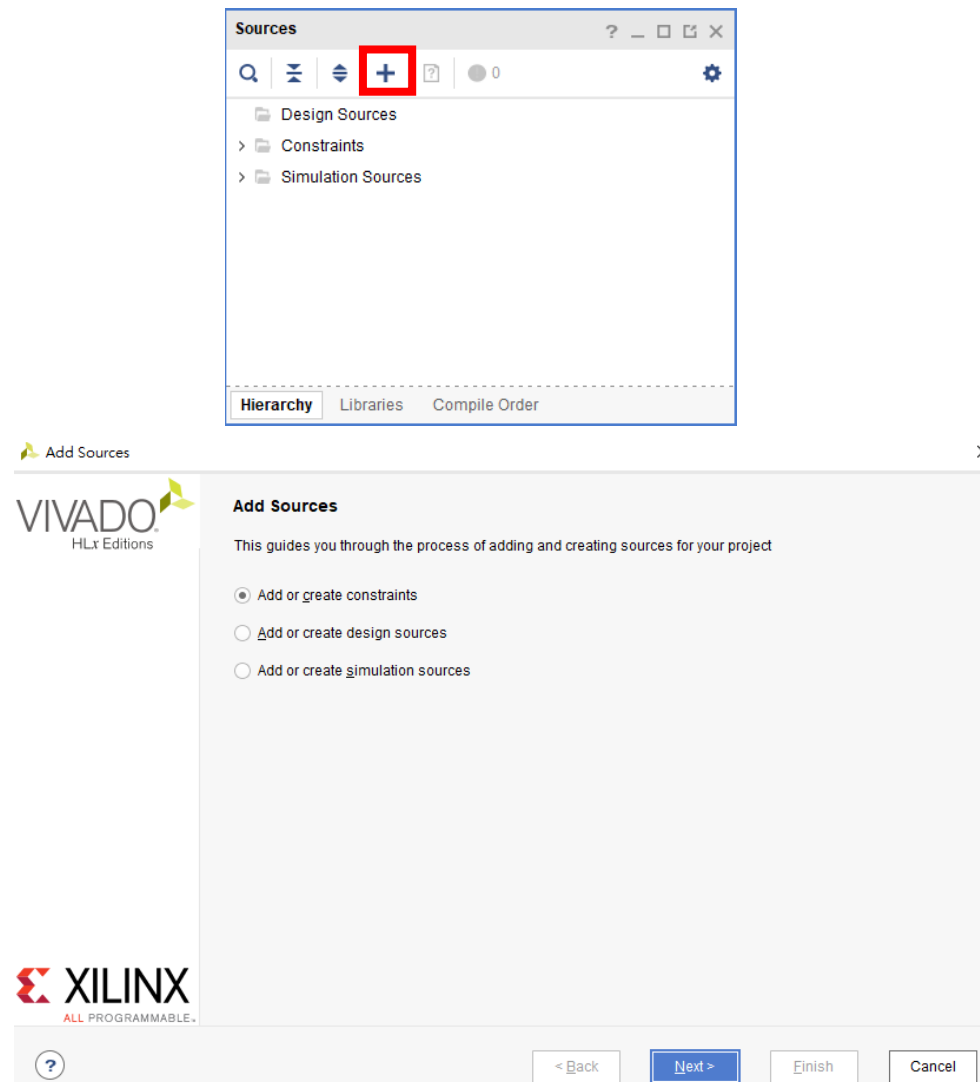 Sources
? 0
Design Sources
Constraints
Simulation Sources
Hierarchy Libraries Compile Order
Add Sources
VIVADO.
HLx Editions
Add Sources
This guides you through the process of adding and creating sources for your project
Add or create constraints
Add or create design sources
Add or create simulation sources
XILINX
ALL PROGRAMMABLE.
? < Back Next > Finish Cancel